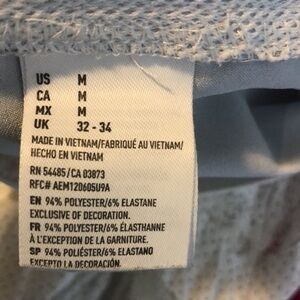 US M
CA M
MX M
UK 32 - 34
MADE IN VIETNAM/FABRIQUÉ AU VIETNAM/
HECHO EN VIETNAM
RN 54485/CA 03873
RFC# AEM120605U9A
EN 94% POLYESTER/6% ELASTANE
EXCLUSIVE OF DECORATION.
FR 94% POLYESTER/6% ÉLASTHANNE
À L'EXCEPTION DE LA GARNITURE.
SP 94% POLIÉSTER/6% ELASTANO
EXCEPTO LA DECORACIÓN.